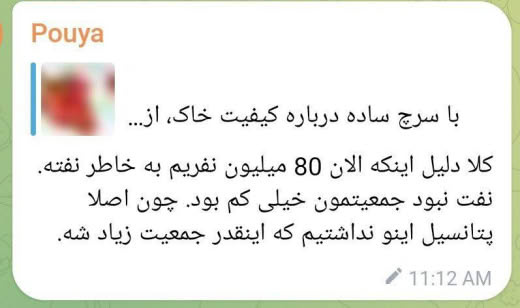 Pouya
با سرچ ساده درباره کیفیت خاک، از...
کلا دلیل اینکه الان 80 میلیون نفریم به خاطر نفته.
نفت نبود جمعیتمون خیلی کم بود. چون اصلا
پتانسیل اینو نداشتیم که اینقدر جمعیت زیاد شه.
11:12 AM